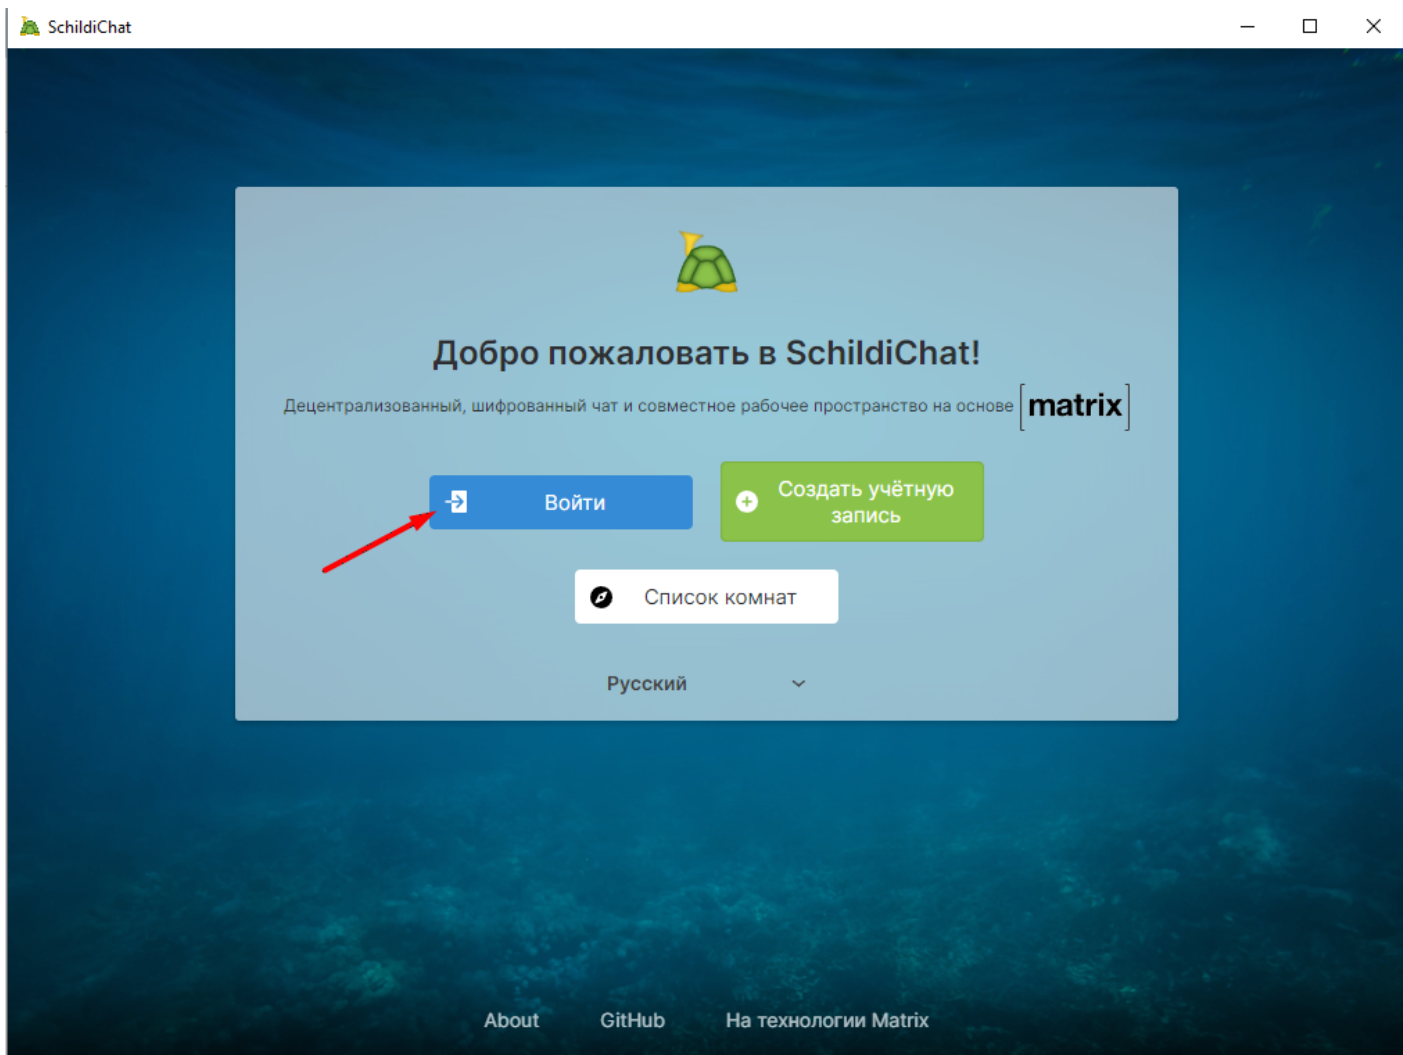 SchildiChat
Добро пожаловать в SchildiChat!
Децентрализованный, шифрованный чат и совместное рабочее пространство на основе [matrix]
Войти
Создать учётную
запись
Список комнат
Русский
About GitHub На технологии Matrix